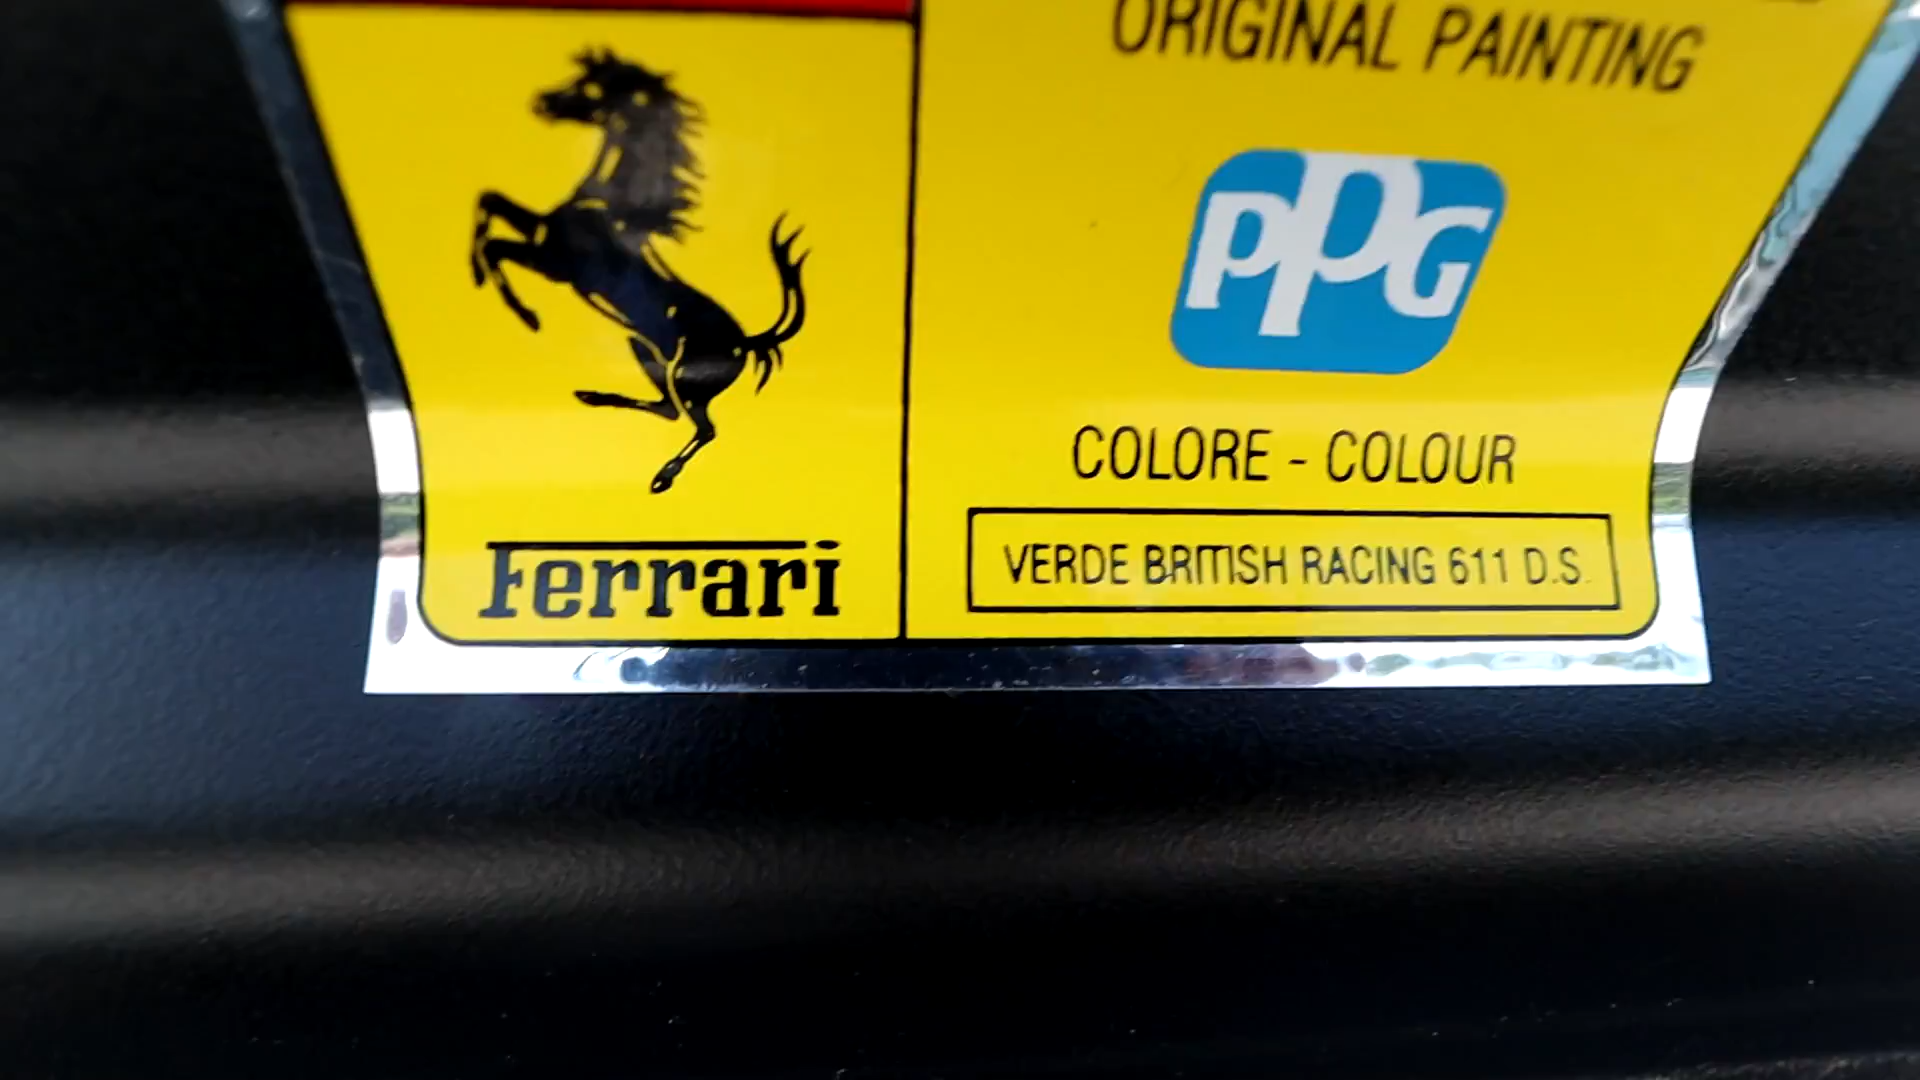 ORIGINAL PAINTING
PPG
COLORE - COLOUR
VERDE BRITISH RACING 611 D.S.
Ferrari